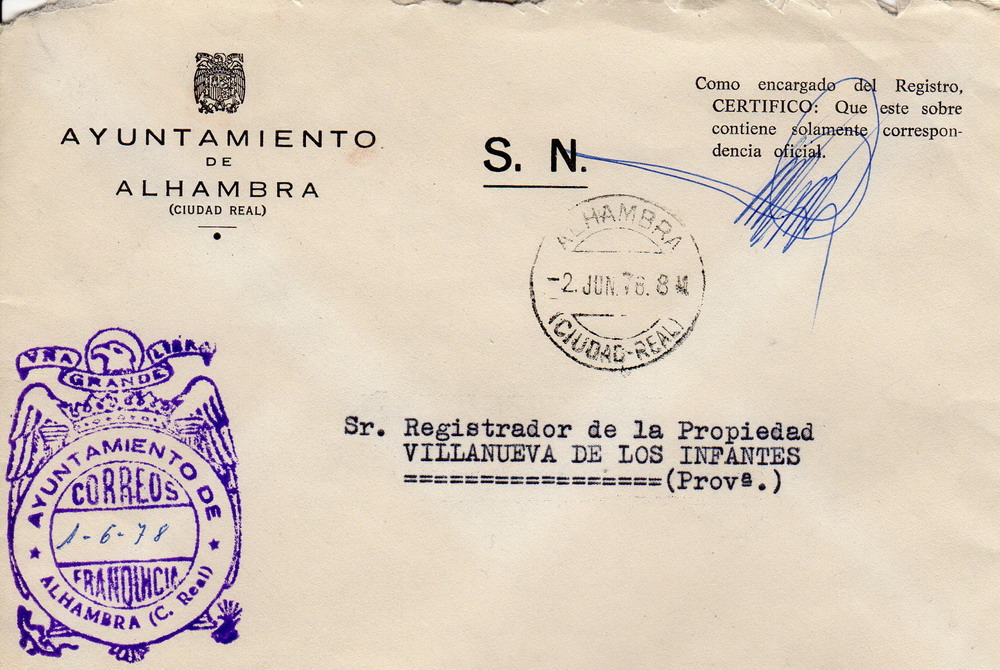 AYUNTAMIENTO
DE
ALHAMBRA
(CIUDAD REAL)
Como encargado del Registro,
CERTIFICO: Que este sobre
contiene solamente correspon-
dencia oficial.
S. N.
ALHAMBRA
-2. JUN. 78. 8 M
(CIUDAD-REAL)
VNA GRANDE LIBRE
AYUNTAMIENTO DE
CORREOS
1-6-78
FRANQUICIA
ALHAMBRA (C. Real)
Sr. Registrador de la Propiedad
VILLANUEVA DE LOS INFANTES
==================(Provª.)